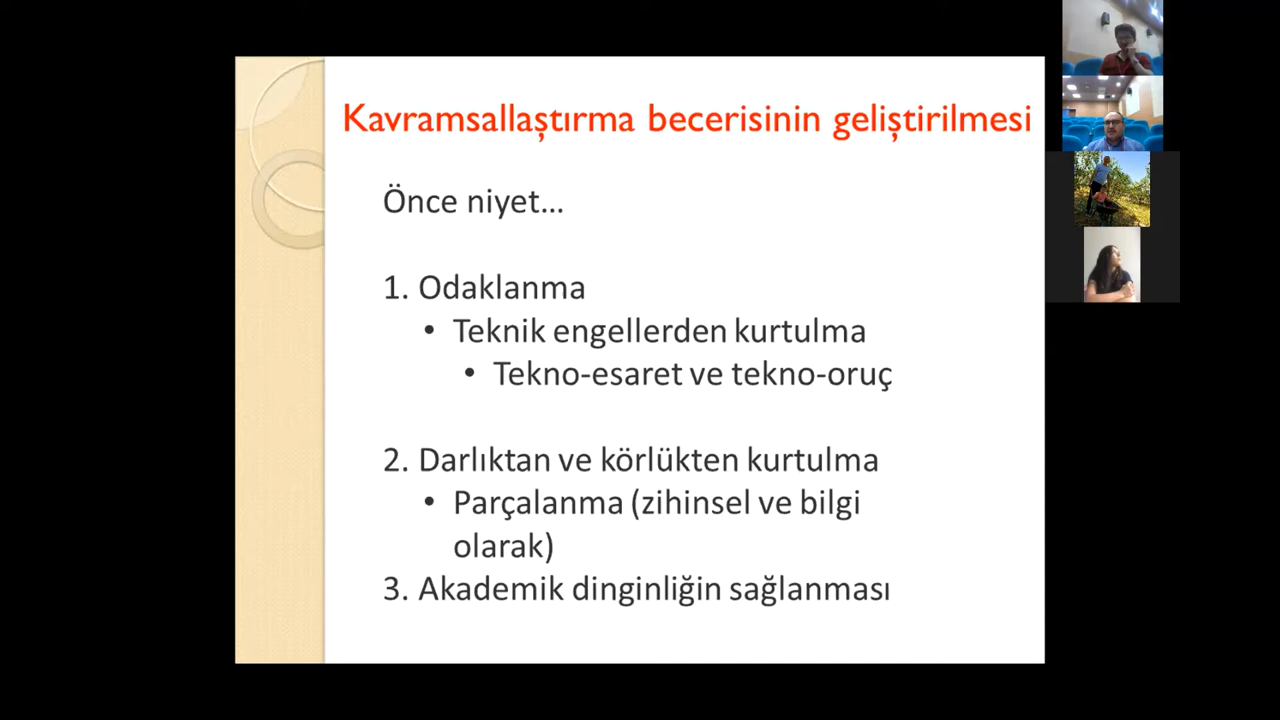 Kavramsallaştırma becerisinin geliştirilmesi
Önce niyet...
1. Odaklanma
• Teknik engellerden kurtulma
• Tekno-esaret ve tekno-oruç
2. Darlıktan ve körlükten kurtulma
• Parçalanma (zihinsel ve bilgi
olarak)
3. Akademik dinginliğin sağlanması